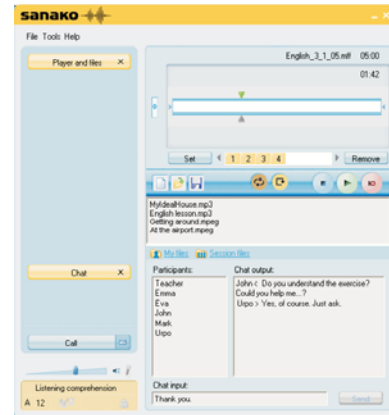 sanako
File Tools Help
Player and files
English_3_1_05.mff 05:00
01:42
Set 1 2 3 4 Remove
MyIdealHouse.mp3
English lesson.mp3
Getting around.mpeg
At the airport.mpeg
My files Session files
Chat
Participants:
Teacher
Emma
Eva
John
Mark
Urpo
Chat output:
John < Do you understand the exercise?
Could you help me...?
Urpo > Yes, of course. Just ask.
Call
Listening comprehension
A 12
Chat input:
Thank you.
Send